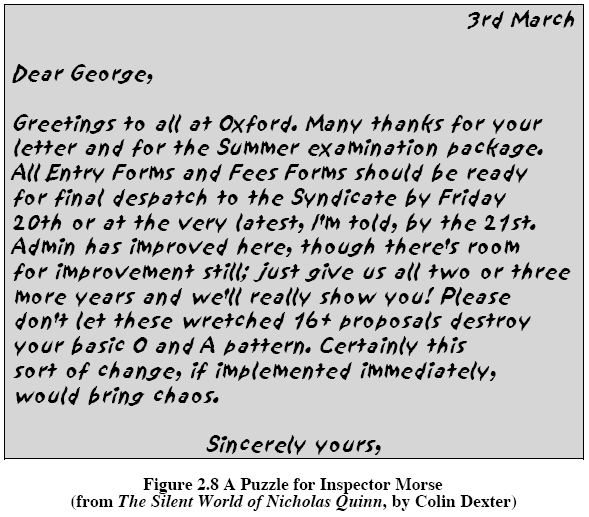 3rd March
Dear George,
Greetings to all at Oxford. Many thanks for your
letter and for the Summer examination package.
All Entry Forms and Fees Forms should be ready
for final despatch to the Syndicate by Friday
20th or at the very latest, I'm told, by the 21st.
Admin has improved here, though there's room
for improvement still; just give us all two or three
more years and we'll really show you! Please
don't let these wretched 16+ proposals destroy
your basic O and A pattern. Certainly this
sort of change, if implemented immediately,
would bring chaos.
Sincerely yours,
Figure 2.8 A Puzzle for Inspector Morse
(from The Silent World of Nicholas Quinn, by Colin Dexter)